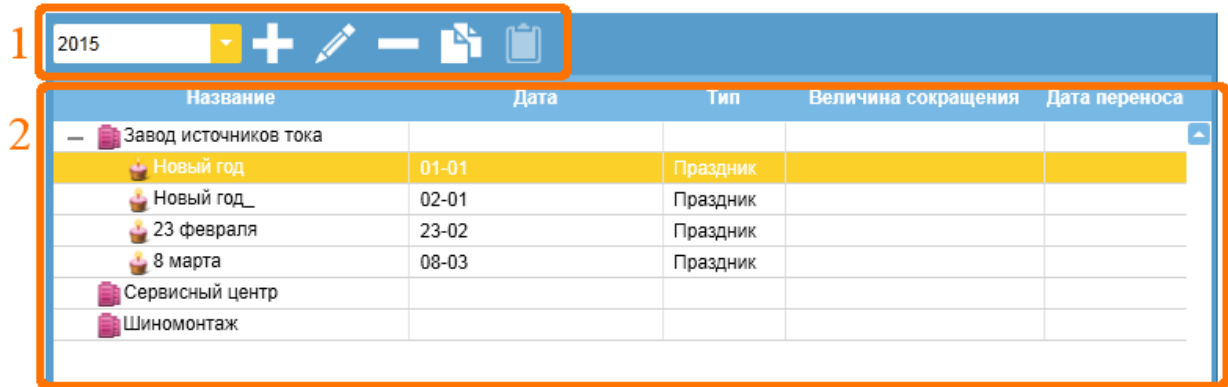 1
2015
2
Название Дата Тип Величина сокращения Дата переноса
Завод источников тока
Новый год 01-01 Праздник
Новый год_ 02-01 Праздник
23 февраля 23-02 Праздник
8 марта 08-03 Праздник
Сервисный центр
Шиномонтаж